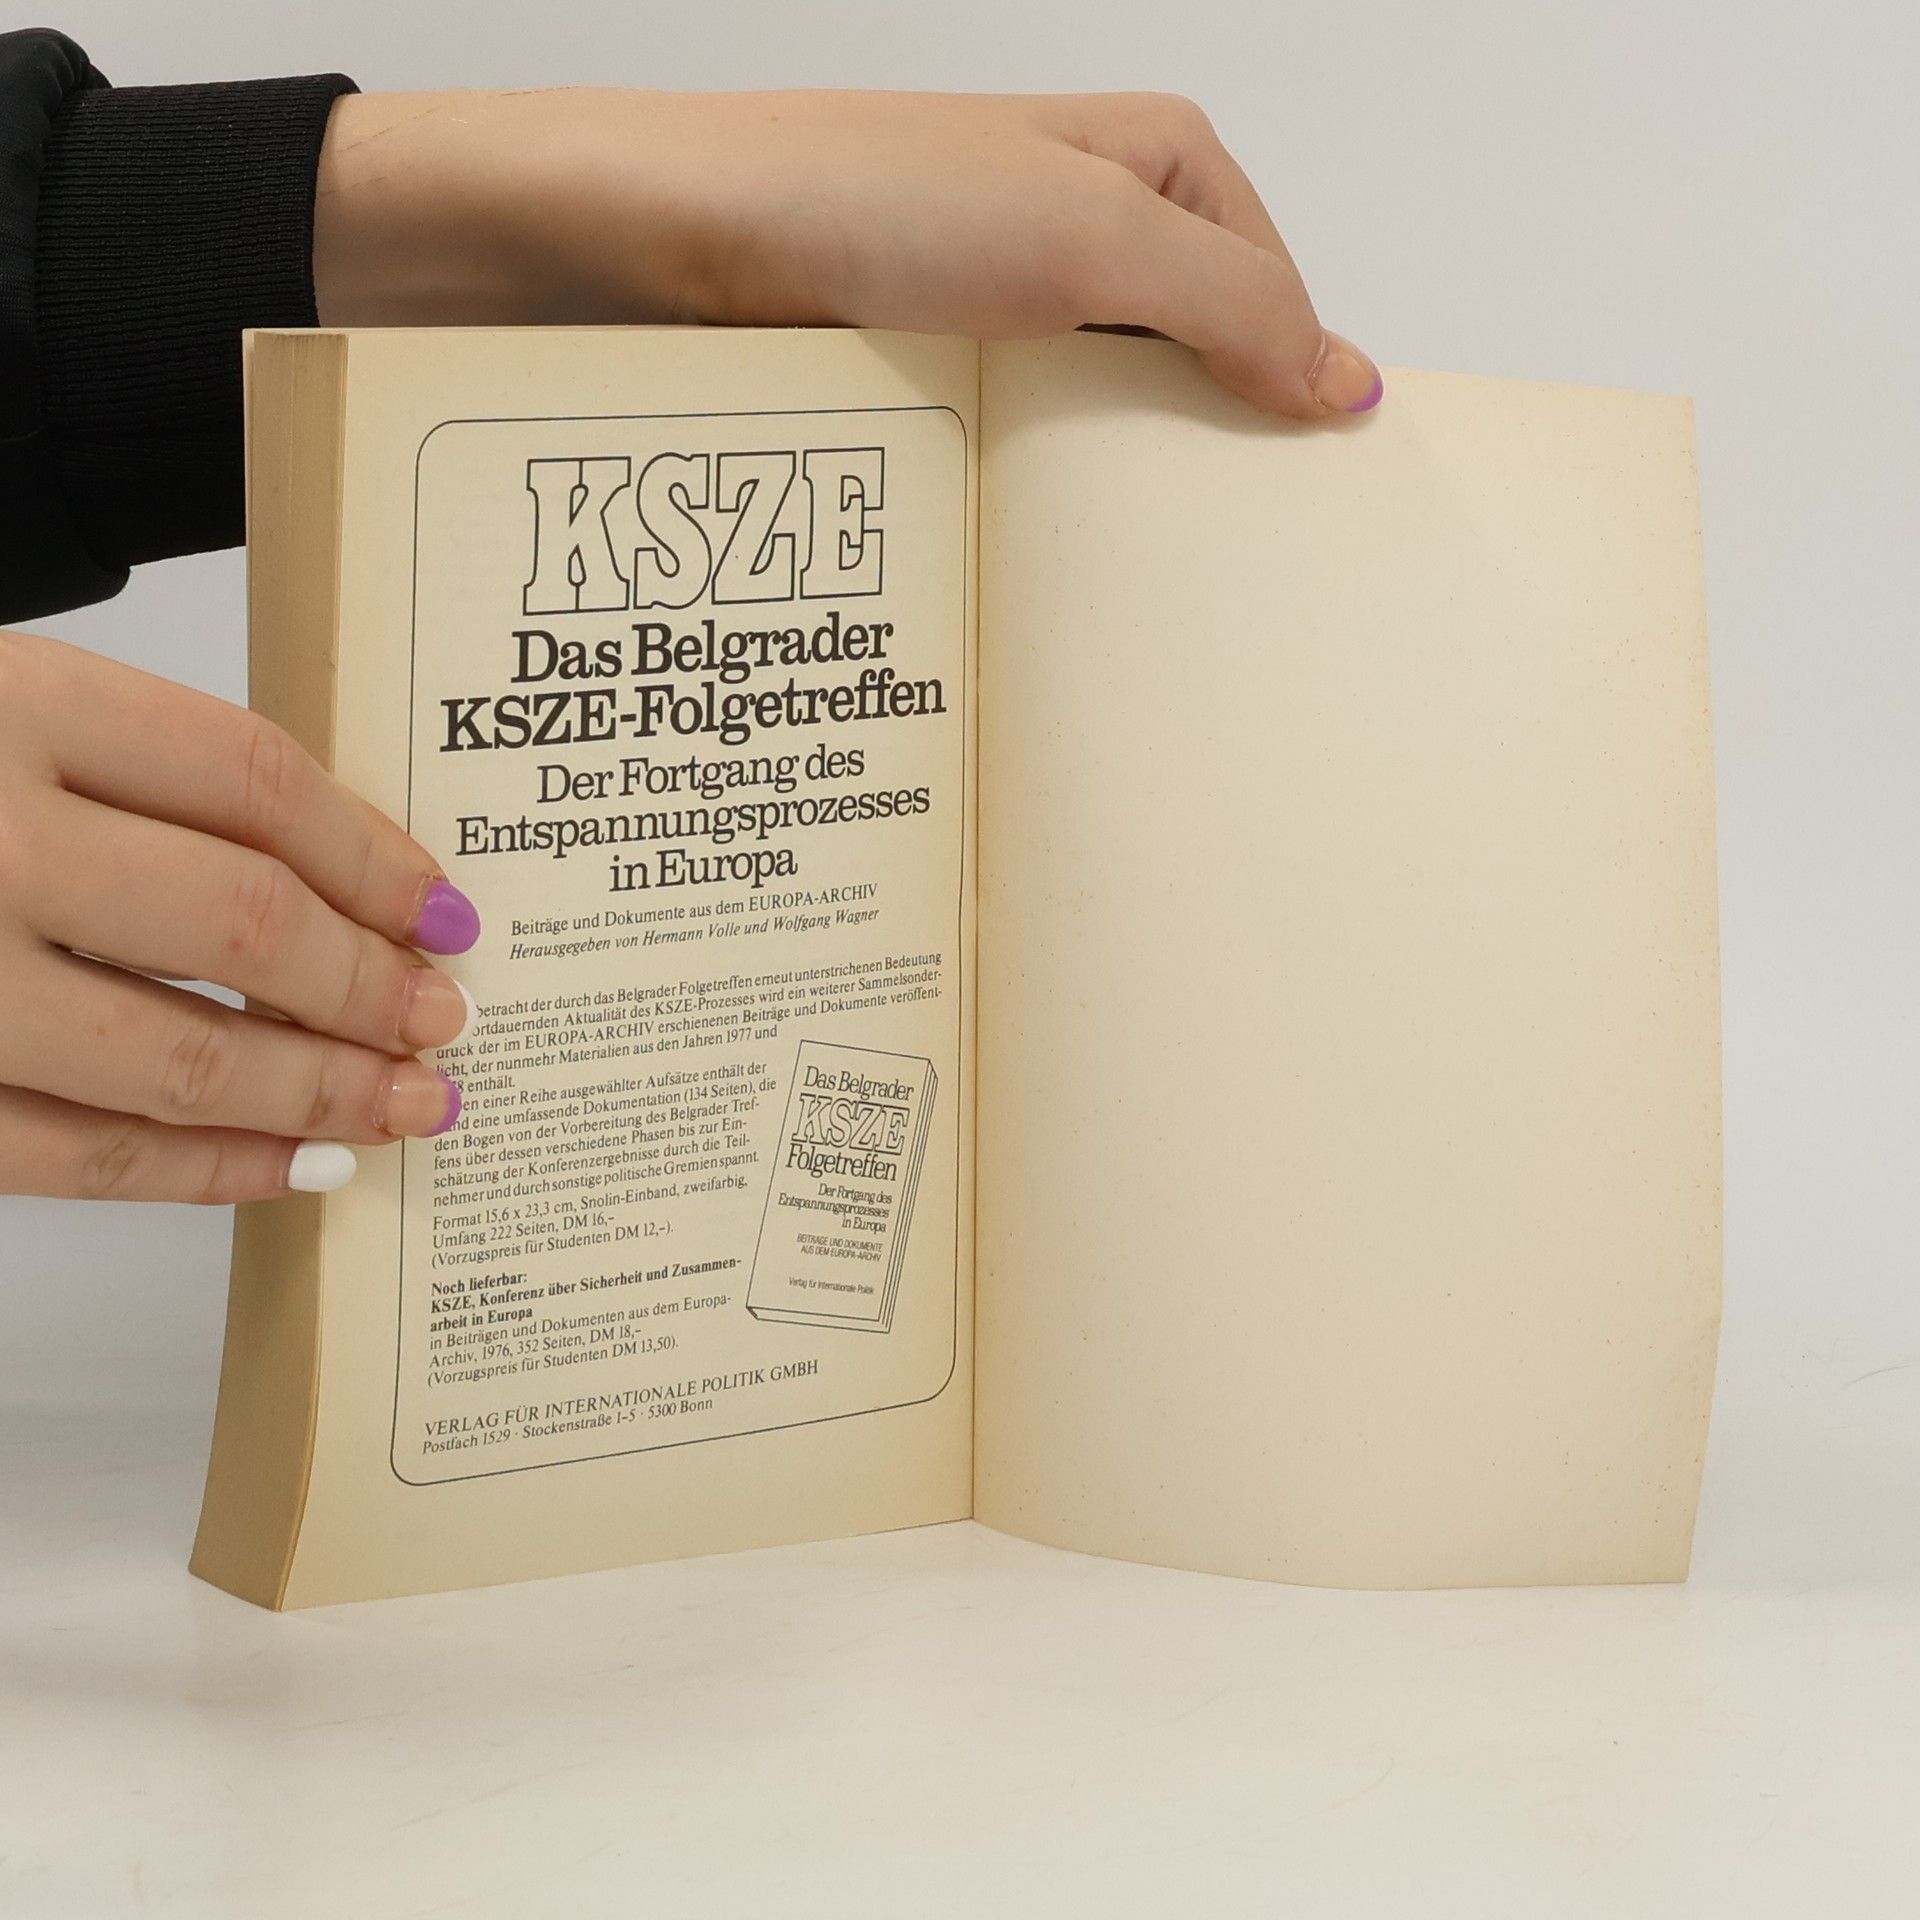 KSZE
Das Belgrader
KSZE-Folgetreffen
Der Fortgang des
Entspannungsprozesses
in Europa
Beiträge und Dokumente aus dem EUROPA-ARCHIV
Herausgegeben von Hermann Volle und Wolfgang Wagner
betracht der durch das Belgrader Folgetreffen erneut unterstrichenen Bedeutung
ortdauernden Aktualität des KSZE-Prozesses wird ein weiterer Sammelsonder-
druck der im EUROPA-ARCHIV erschienenen Beiträge und Dokumente veröffent-
licht, der nunmehr Materialien aus den Jahren 1977 und
8 enthält.
en einer Reihe ausgewählter Aufsätze enthält der
nd eine umfassende Dokumentation (134 Seiten), die
den Bogen von der Vorbereitung des Belgrader Tref-
fens über dessen verschiedene Phasen bis zur Ein-
schätzung der Konferenzergebnisse durch die Teil-
nehmer und durch sonstige politische Gremien spannt.
Format 15,6 x 23,3 cm, Snolin-Einband, zweifarbig,
Umfang 222 Seiten, DM 16,-
(Vorzugspreis für Studenten DM 12,-).
Noch lieferbar:
KSZE, Konferenz über Sicherheit und Zusammen-
arbeit in Europa
in Beiträgen und Dokumenten aus dem Europa-
Archiv, 1976, 352 Seiten, DM 18,-
(Vorzugspreis für Studenten DM 13,50).
VERLAG FÜR INTERNATIONALE POLITIK GMBH
Postfach 1529 · Stockenstraße 1-5 · 5300 Bonn
Das Belgrader
KSZE
Folgetreffen
Der Fortgang des
Entspannungsprozesses
in Europa
BEITRÄGE UND DOKUMENTE
AUS DEM EUROPA-ARCHIV
Verlag für Internationale Politik